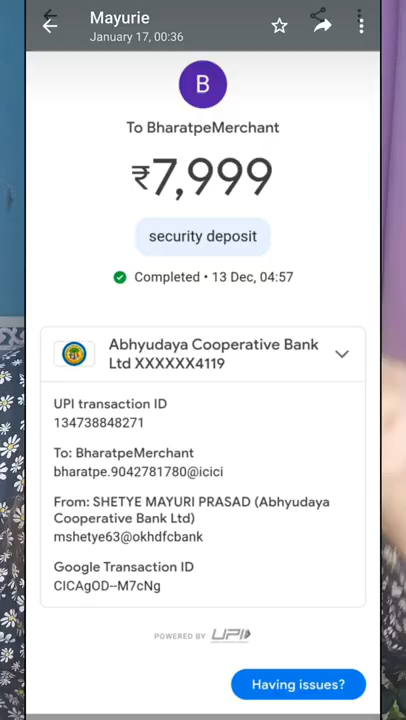 Mayurie
January 17, 00:36
B
To BharatpeMerchant
₹7,999
security deposit
Completed • 13 Dec, 04:57
Abhyudaya Cooperative Bank
Ltd XXXXXX4119
UPI transaction ID
134738848271
To: BharatpeMerchant
bharatpe.9042781780@icici
From: SHETYE MAYURI PRASAD (Abhyudaya
Cooperative Bank Ltd)
mshetye63@okhdfcbank
Google Transaction ID
CICAgOD--M7cNg
POWERED BY UPI
Having issues?